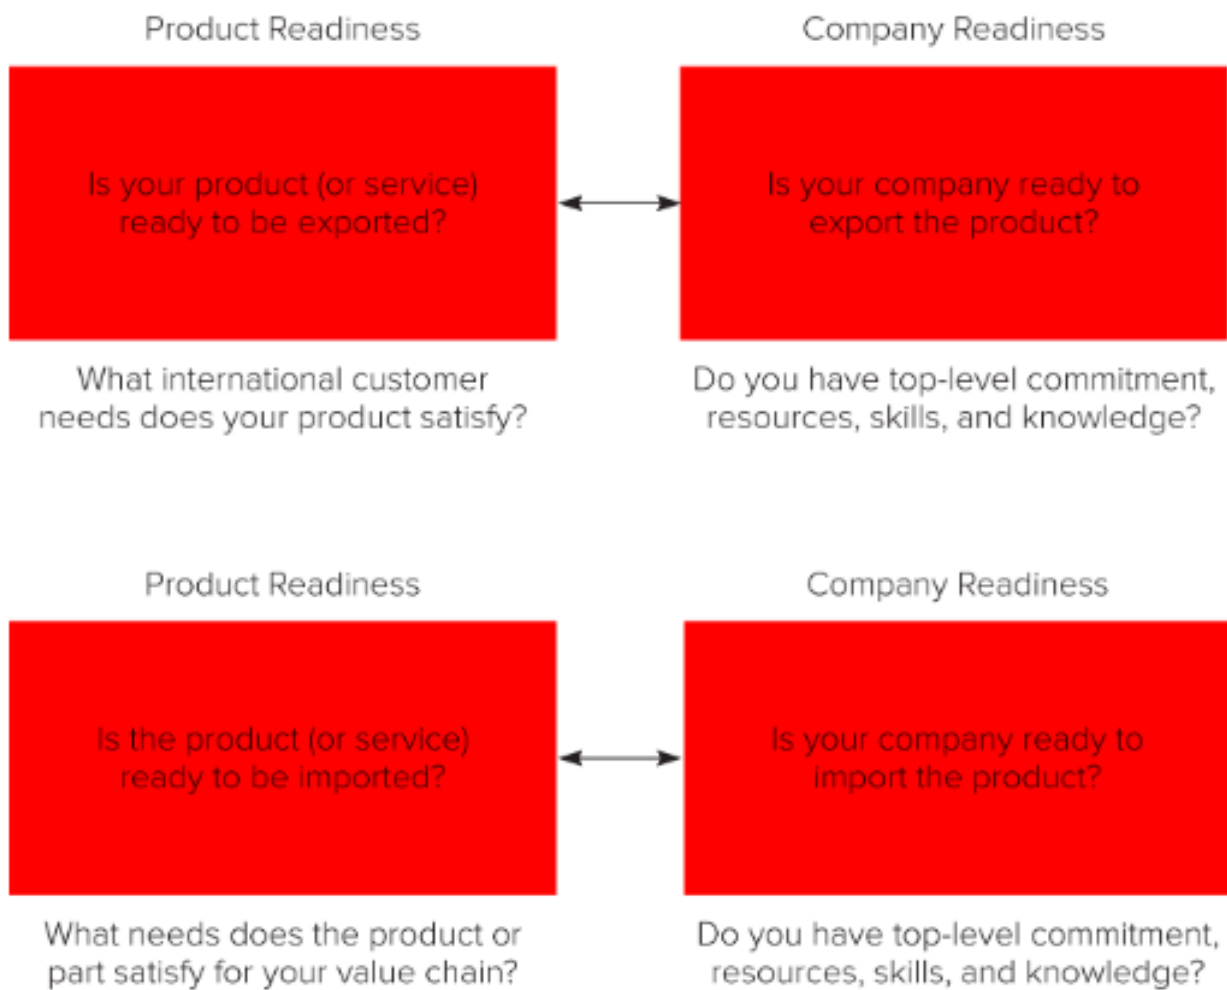 Product Readiness
Company Readiness
Is your product (or service)
ready to be exported?
Is your company ready to
export the product?
What international customer
needs does your product satisfy?
Do you have top-level commitment,
resources, skills, and knowledge?
Product Readiness
Company Readiness
Is the product (or service)
ready to be imported?
Is your company ready to
import the product?
What needs does the product or
part satisfy for your value chain?
Do you have top-level commitment,
resources, skills, and knowledge?